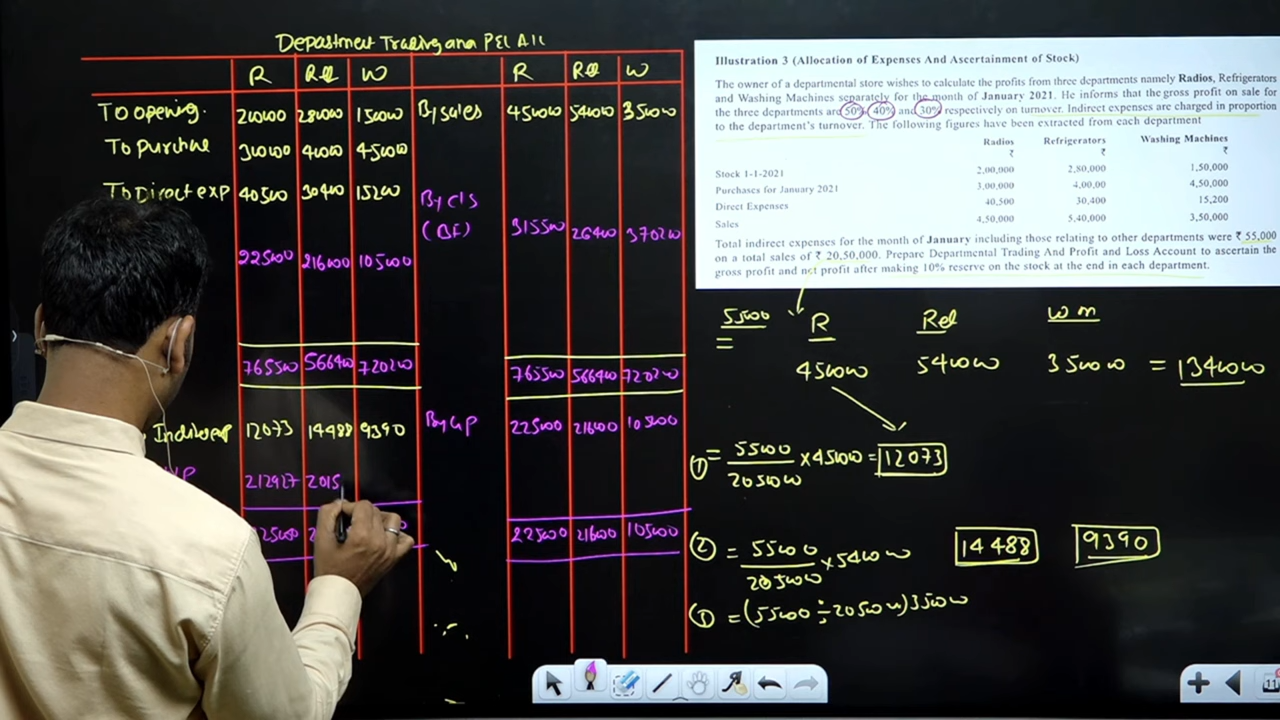 Department Trading and P&L A/c
R Ref W R Ref W
To opening. 200000 280000 150000 By sales 450000 540000 350000
To purchase 300000 40000 450000
To Direct exp 40500 30400 15200 By C/s
(BF) 315500 26400 370200
225000 216000 105000
765500 566400 720200 765500 566400 720200
Indirect exp 12073 14488 9390 By GP 225000 216000 105000
P 212927 2015
225000 216000 105000
Illustration 3 (Allocation of Expenses And Ascertainment of Stock)
The owner of a departmental store wishes to calculate the profits from three departments namely Radios, Refrigerators
and Washing Machines separately for the month of January 2021. He informs that the gross profit on sale for
the three departments are 50%, 40% and 30% respectively on turnover. Indirect expenses are charged in proportion
to the department's turnover. The following figures have been extracted from each department
Radios Refrigerators Washing Machines
₹ ₹ ₹
Stock 1-1-2021 2,00,000 2,80,000 1,50,000
Purchases for January 2021 3,00,000 4,00,00 4,50,000
Direct Expenses 40,500 30,400 15,200
Sales 4,50,000 5,40,000 3,50,000
Total indirect expenses for the month of January including those relating to other departments were ₹ 55,000
on a total sales of ₹ 20,50,000. Prepare Departmental Trading And Profit and Loss Account to ascertain the
gross profit and net profit after making 10% reserve on the stock at the end in each department.
55000 R Ref W m
=
450000 540000 350000 = 1340000
① = 55000/2050000 × 450000 = 12073
② = 55000/2050000 × 540000 14488 9390
① = (55000 ÷ 2050000) 350000
11